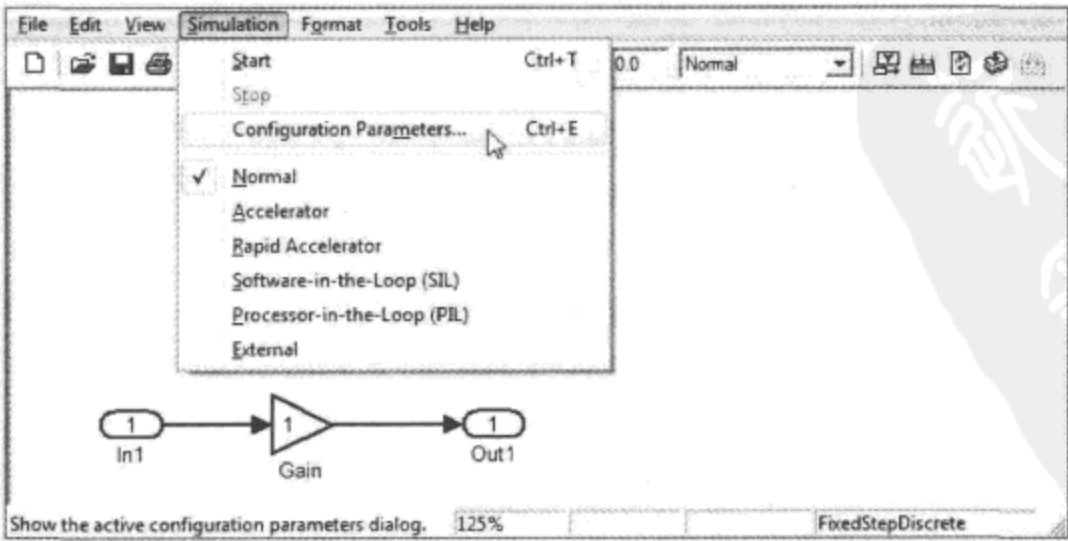 File Edit View Simulation Format Tools Help
Start Ctrl+T
0.0 Normal
Stop
Configuration Parameters... Ctrl+E
Normal
Accelerator
Rapid Accelerator
Software-in-the-Loop (SIL)
Processor-in-the-Loop (PIL)
External
1 1 1
In1 Gain Out1
Show the active configuration parameters dialog. 125% FixedStepDiscrete